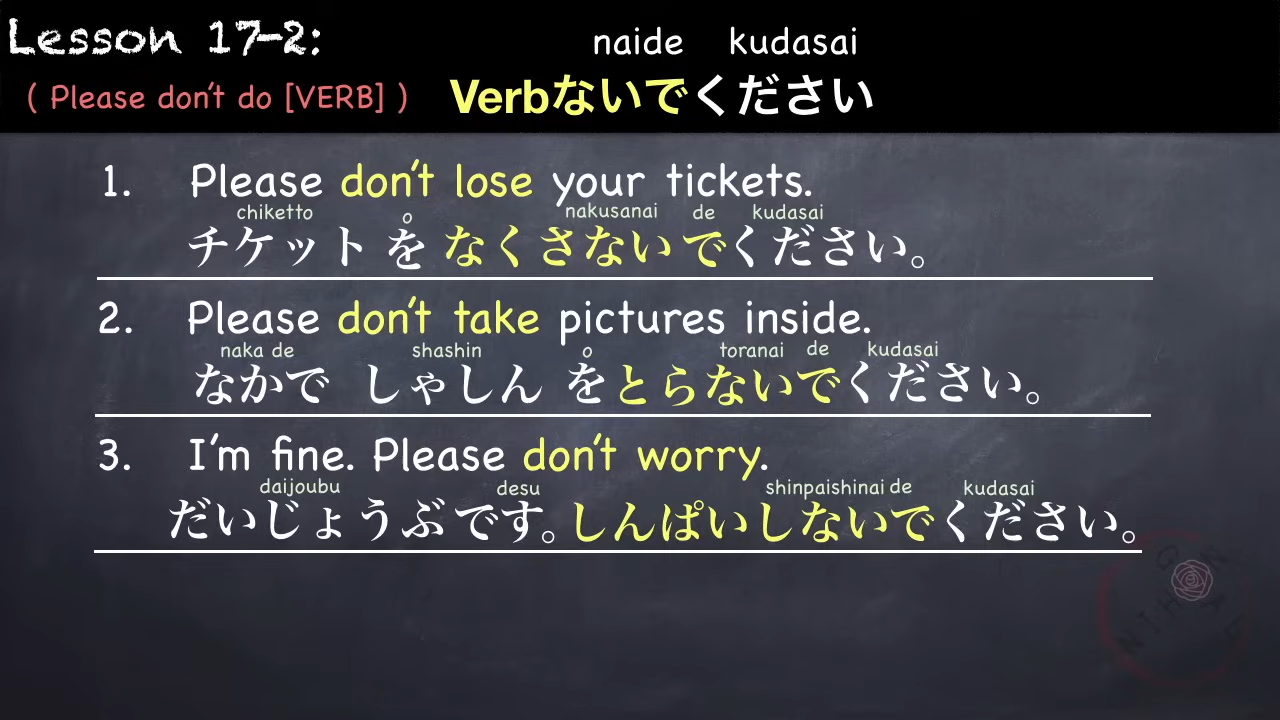 Lesson 17-2:
naide kudasai
( Please don't do [VERB] ) Verbないでください
1. Please don't lose your tickets.
chiketto o nakusanai de kudasai
チケット を なくさない でください。
2. Please don't take pictures inside.
naka de shashin o toranai de kudasai
なかで しゃしん をとらないでください。
3. I'm fine. Please don't worry.
daijoubu desu shinpaishinai de kudasai
だいじょうぶです。しんぱいしないでください。